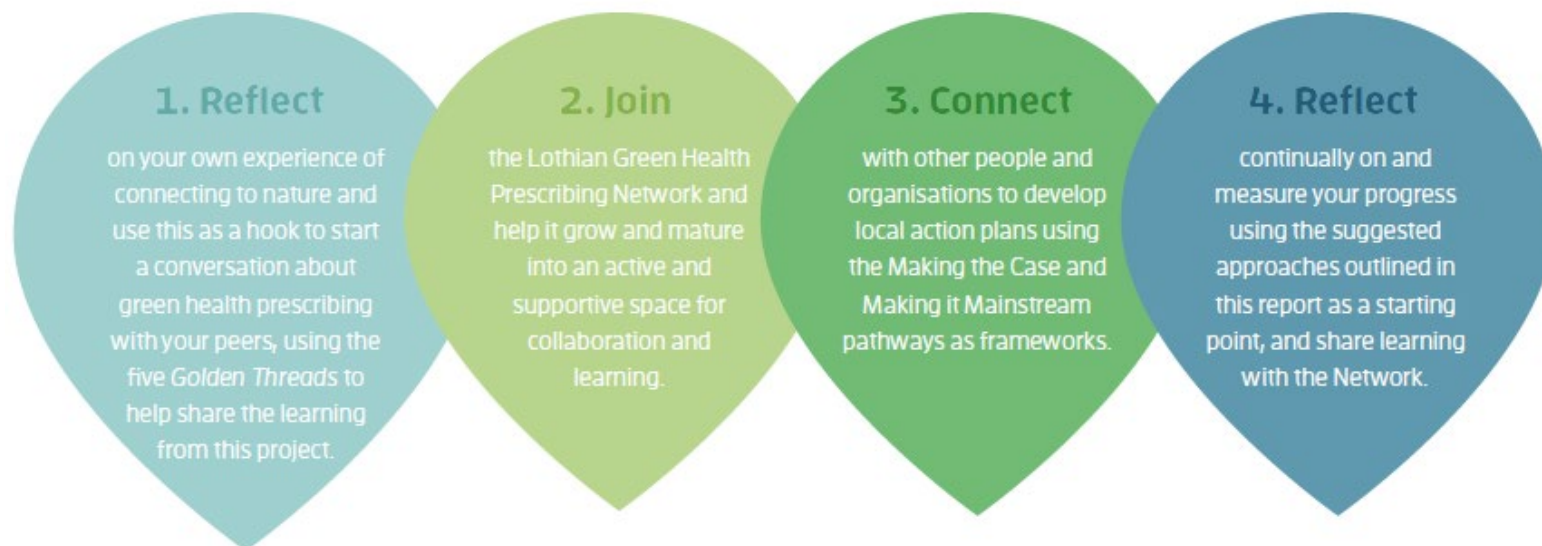 1. Reflect
on your own experience of
connecting to nature and
use this as a hook to start
a conversation about
green health prescribing
with your peers, using the
five Golden Threads to
help share the learning
from this project.
2. Join
the Lothian Green Health
Prescribing Network and
help it grow and mature
into an active and
supportive space for
collaboration and
learning.
3. Connect
with other people and
organisations to develop
local action plans using
the Making the Case and
Making it Mainstream
pathways as frameworks.
4. Reflect
continually on and
measure your progress
using the suggested
approaches outlined in
this report as a starting
point, and share learning
with the Network.